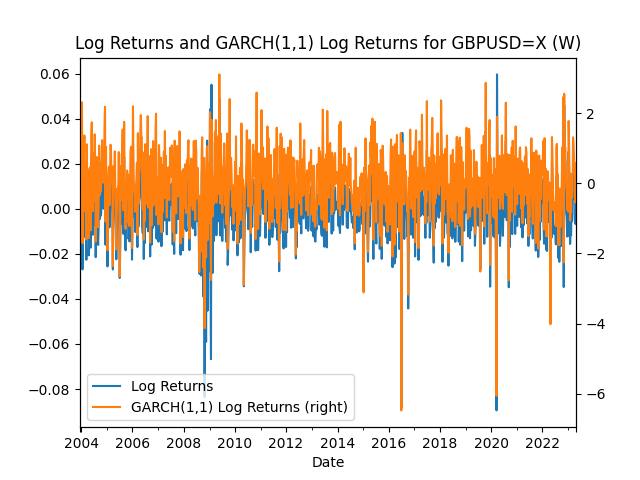 Log Returns and GARCH(1,1) Log Returns for GBPUSD=X (W)
0.06
0.04
0.02
0.00
−0.02
−0.04
−0.06
−0.08
2
0
−2
−4
−6
Log Returns
GARCH(1,1) Log Returns (right)
2004 2006 2008 2010 2012 2014 2016 2018 2020 2022
Date